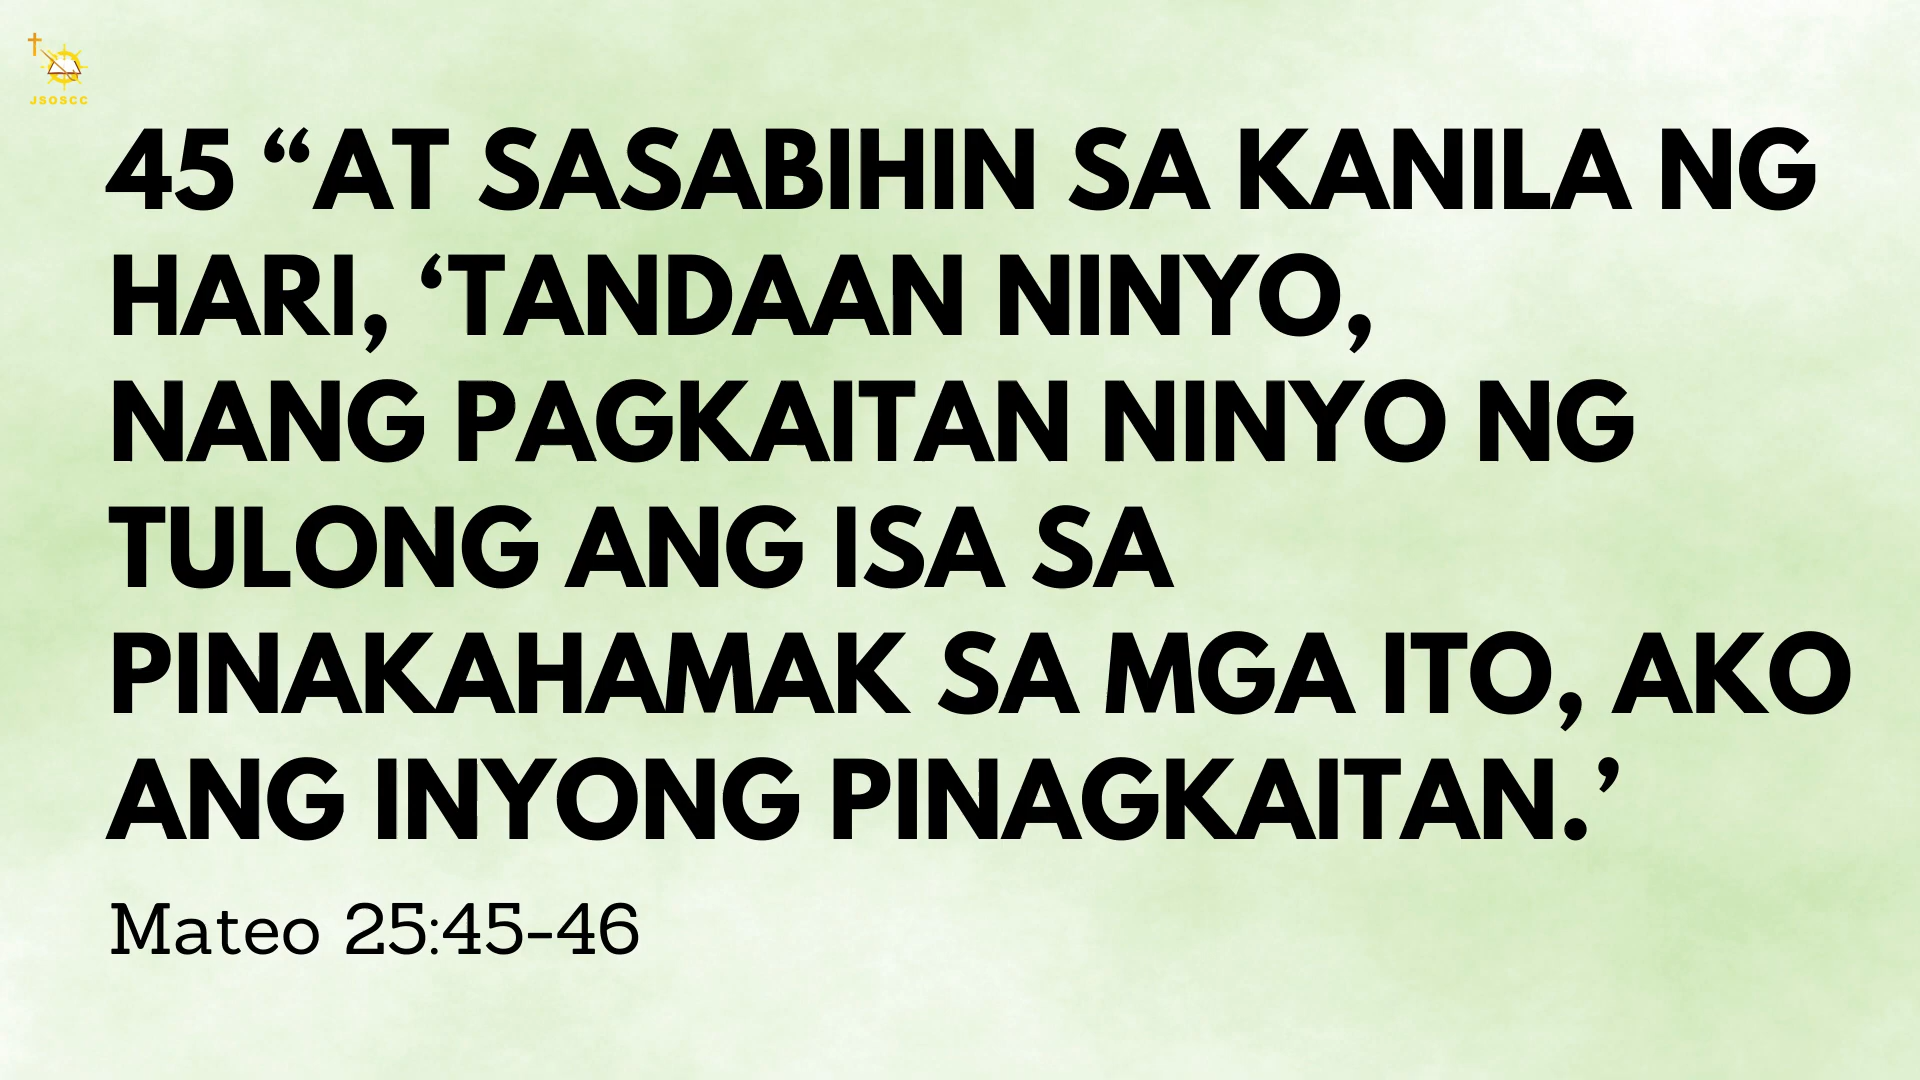 JSOSCC
45 “AT SASABIHIN SA KANILA NG
HARI, ‘TANDAAN NINYO,
NANG PAGKAITAN NINYO NG
TULONG ANG ISA SA
PINAKAHAMAK SA MGA ITO, AKO
ANG INYONG PINAGKAITAN.’
Mateo 25:45-46